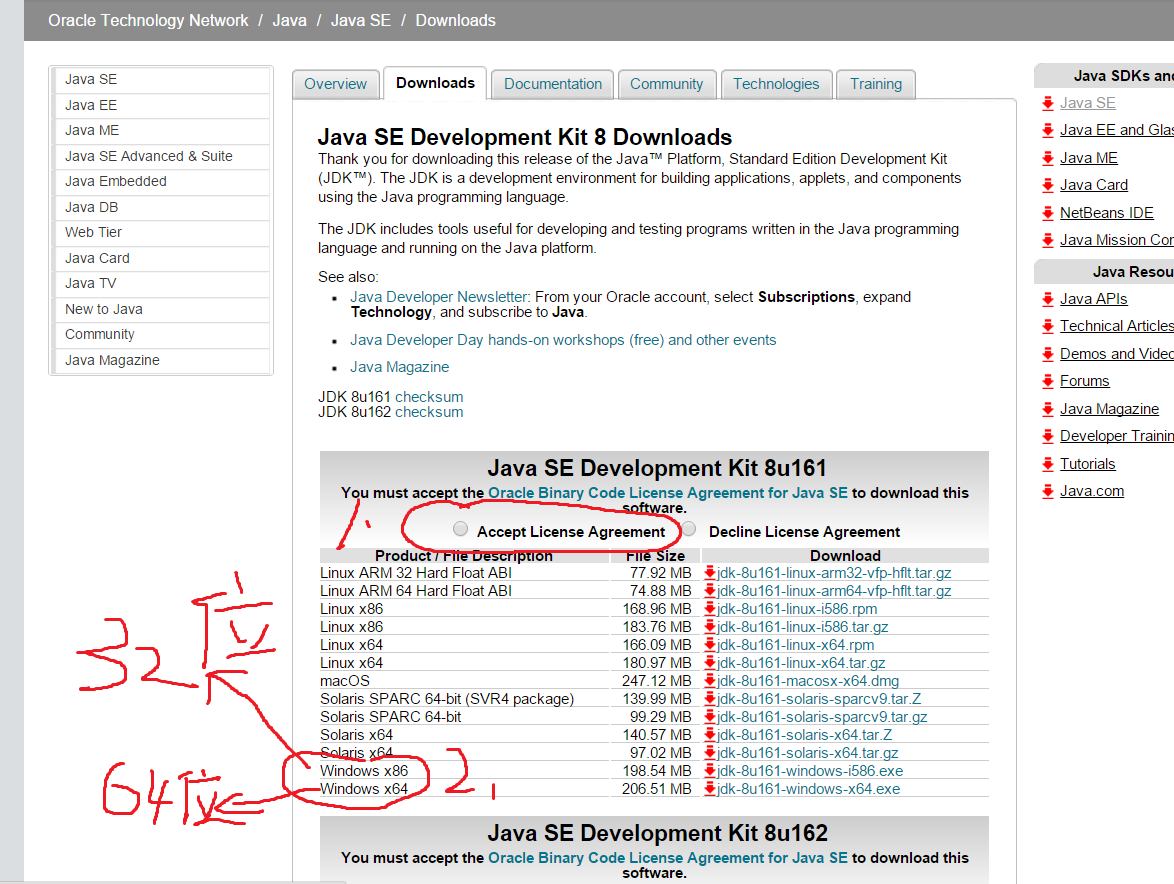 Oracle Technology Network / Java / Java SE / Downloads
Java SE
Java EE
Java ME
Java SE Advanced & Suite
Java Embedded
Java DB
Web Tier
Java Card
Java TV
New to Java
Community
Java Magazine
Overview Downloads Documentation Community Technologies Training
Java SE Development Kit 8 Downloads
Thank you for downloading this release of the Java™ Platform, Standard Edition Development Kit
(JDK™). The JDK is a development environment for building applications, applets, and components
using the Java programming language.
The JDK includes tools useful for developing and testing programs written in the Java programming
language and running on the Java platform.
See also:
Java Developer Newsletter: From your Oracle account, select Subscriptions, expand
Technology, and subscribe to Java.
Java Developer Day hands-on workshops (free) and other events
Java Magazine
JDK 8u161 checksum
JDK 8u162 checksum
Java SE Development Kit 8u161
You must accept the Oracle Binary Code License Agreement for Java SE to download this
software.
1.
Accept License Agreement Decline License Agreement
Product / File Description File Size Download
Linux ARM 32 Hard Float ABI 77.92 MB jdk-8u161-linux-arm32-vfp-hflt.tar.gz
Linux ARM 64 Hard Float ABI 74.88 MB jdk-8u161-linux-arm64-vfp-hflt.tar.gz
Linux x86 168.96 MB jdk-8u161-linux-i586.rpm
Linux x86 183.76 MB jdk-8u161-linux-i586.tar.gz
Linux x64 166.09 MB jdk-8u161-linux-x64.rpm
Linux x64 180.97 MB jdk-8u161-linux-x64.tar.gz
macOS 247.12 MB jdk-8u161-macosx-x64.dmg
Solaris SPARC 64-bit (SVR4 package) 139.99 MB jdk-8u161-solaris-sparcv9.tar.Z
Solaris SPARC 64-bit 99.29 MB jdk-8u161-solaris-sparcv9.tar.gz
Solaris x64 140.57 MB jdk-8u161-solaris-x64.tar.Z
Solaris x64 97.02 MB jdk-8u161-solaris-x64.tar.gz
Windows x86 198.54 MB jdk-8u161-windows-i586.exe
Windows x64 206.51 MB jdk-8u161-windows-x64.exe
32位
64位
2.
Java SE Development Kit 8u162
You must accept the Oracle Binary Code License Agreement for Java SE to download this
software.
Java SDKs and
Java SE
Java EE and Glas
Java ME
Java Card
NetBeans IDE
Java Mission Con
Java Resou
Java APIs
Technical Articles
Demos and Videc
Forums
Java Magazine
Developer Trainin
Tutorials
Java.com